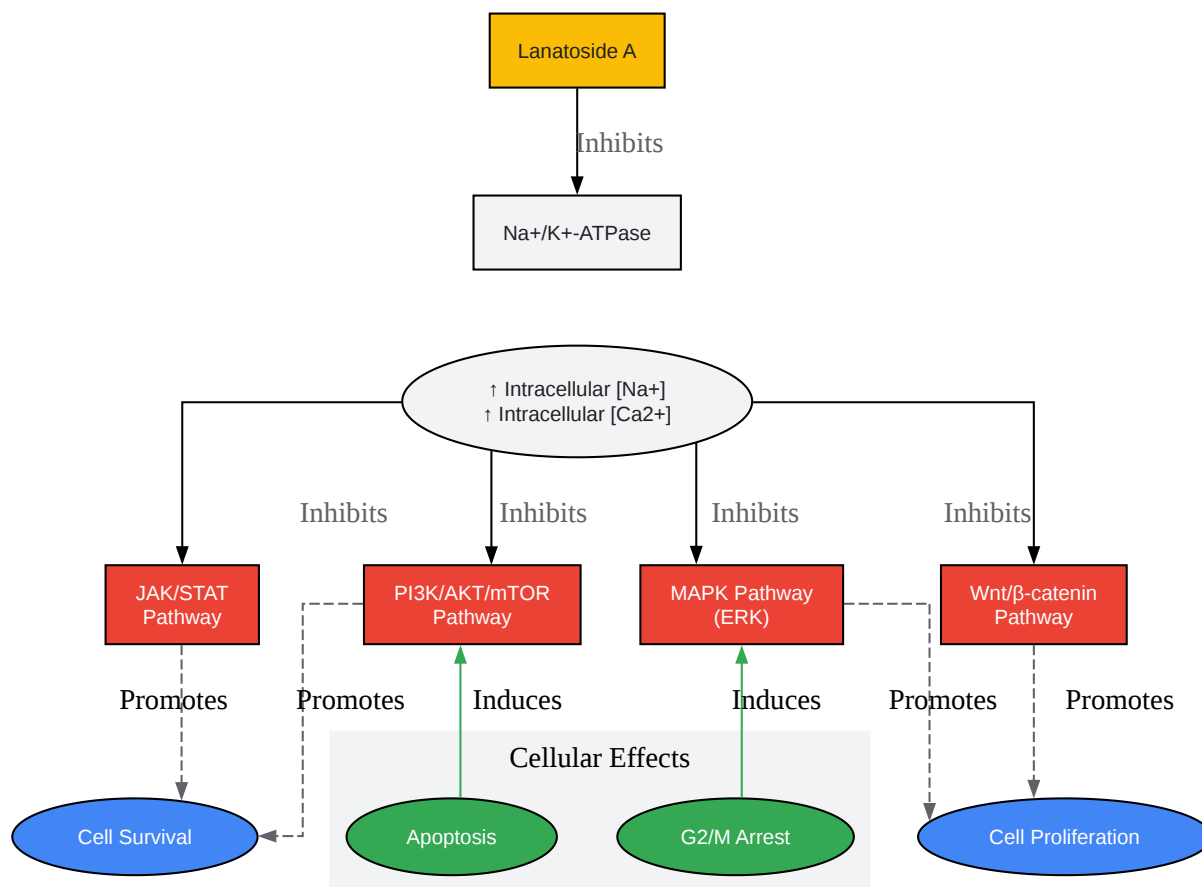 Lanatoside A
Inhibits
Na+/K+-ATPase
↑ Intracellular [Na+]
↑ Intracellular [Ca2+]
Inhibits
Inhibits
Inhibits
Inhibits
JAK/STAT
Pathway
PI3K/AKT/mTOR
Pathway
MAPK Pathway
(ERK)
Wnt/β-catenin
Pathway
Promotes
Promotes
Induces
Induces
Promotes
Promotes
Cellular Effects
Cell Survival
Apoptosis
G2/M Arrest
Cell Proliferation